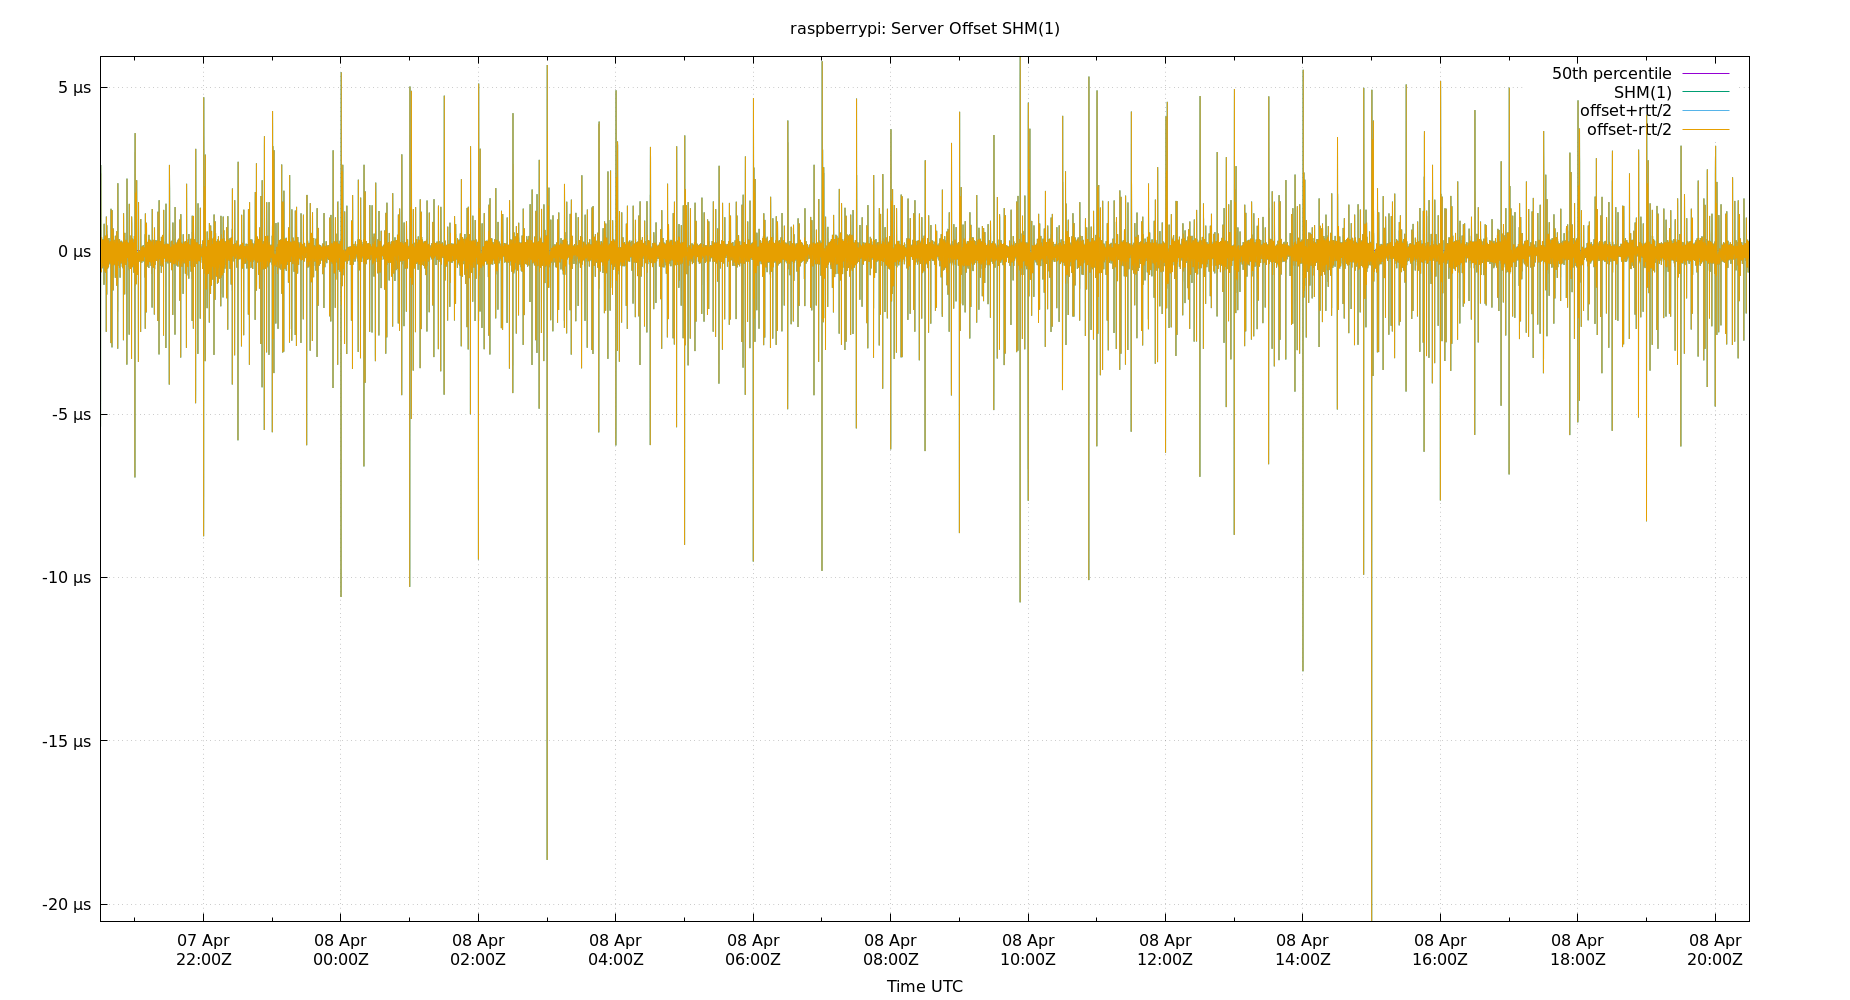 raspberrypi: Server Offset SHM(1)
50th percentile
SHM(1)
offset+rtt/2
offset-rtt/2
5 µs
0 µs
-5 µs
-10 µs
-15 µs
-20 µs
07 Apr 08 Apr 08 Apr 08 Apr 08 Apr 08 Apr 08 Apr 08 Apr 08 Apr 08 Apr 08 Apr 08 Apr
22:00Z 00:00Z 02:00Z 04:00Z 06:00Z 08:00Z 10:00Z 12:00Z 14:00Z 16:00Z 18:00Z 20:00Z
Time UTC